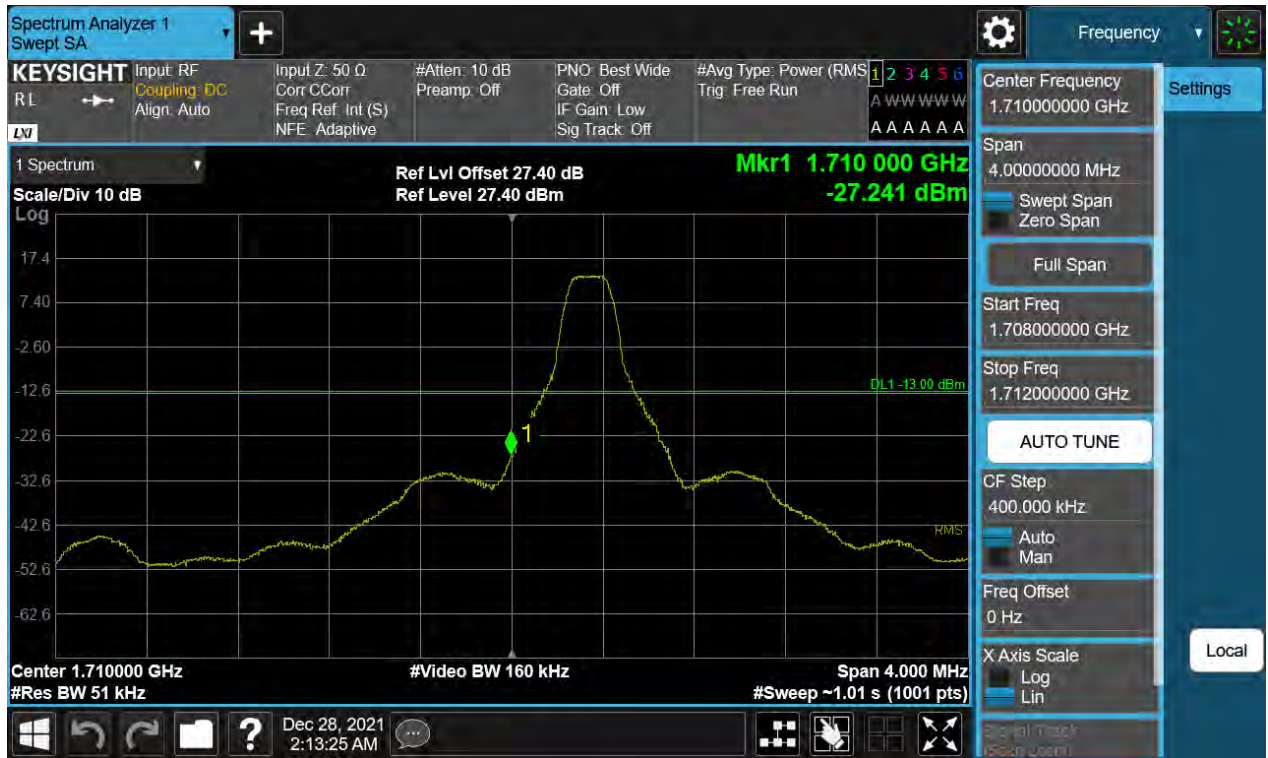 Spectrum Analyzer 1
Swept SA
+
Frequency
KEYSIGHT
RL
LXI
Input: RF
Coupling: DC
Align: Auto
Input Z: 50 Ω
Corr CCorr
Freq Ref: Int (S)
NFE: Adaptive
#Atten: 10 dB
Preamp: Off
PNO: Best Wide
Gate: Off
IF Gain: Low
Sig Track: Off
#Avg Type: Power (RMS
Trig: Free Run
1 2 3 4 5 6
A W W W W W
A A A A A A
1 Spectrum
Scale/Div 10 dB
Log
Ref Lvl Offset 27.40 dB
Ref Level 27.40 dBm
Mkr1 1.710 000 GHz
-27.241 dBm
17.4
7.40
-2.60
-12.6
-22.6
-32.6
-42.6
-52.6
-62.6
DL1 -13.00 dBm
1
RMS
Center 1.710000 GHz
#Res BW 51 kHz
#Video BW 160 kHz
Span 4.000 MHz
#Sweep ~1.01 s (1001 pts)
Center Frequency
1.710000000 GHz
Span
4.00000000 MHz
Swept Span
Zero Span
Full Span
Start Freq
1.708000000 GHz
Stop Freq
1.712000000 GHz
AUTO TUNE
CF Step
400.000 kHz
Auto
Man
Freq Offset
0 Hz
X Axis Scale
Log
Lin
Signal Track
(Span Zoom)
Settings
Local
?
Dec 28, 2021
2:13:25 AM